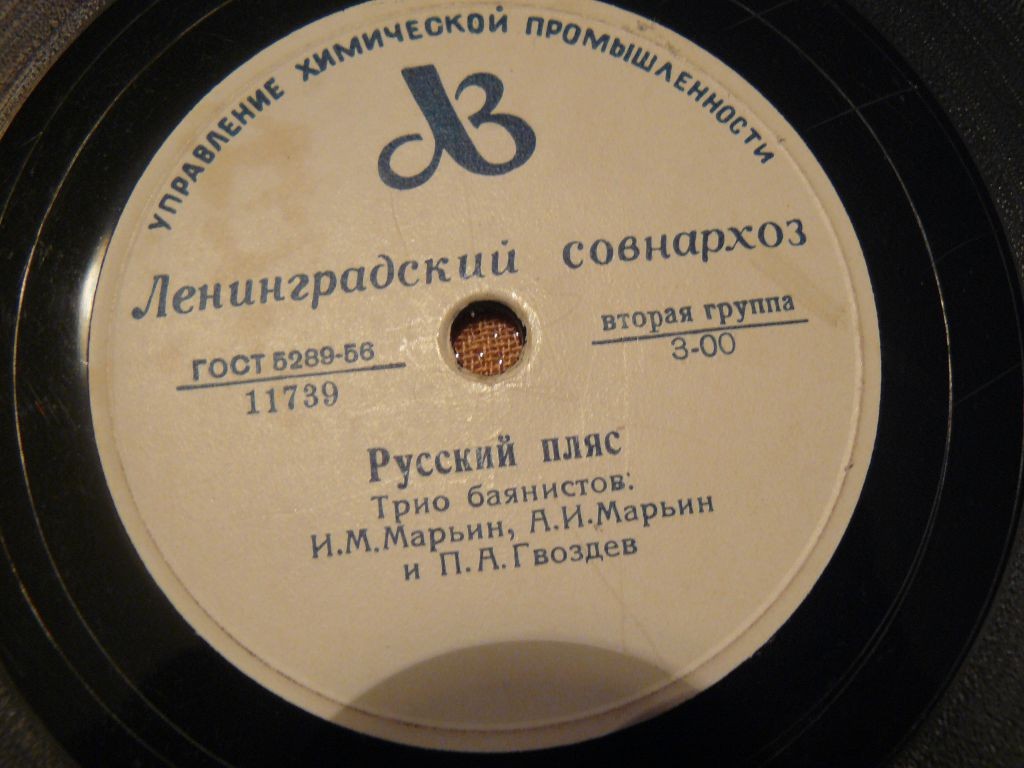 УПРАВЛЕНИЕ ХИМИЧЕСКОЙ ПРОМЫШЛЕННОСТИ
ЛЗ
Ленинградский совнархоз
ГОСТ 5289-56
11739
вторая группа
3-00
Русский пляс
Трио баянистов:
И.М.Марьин, А.И.Марьин
и П.А.Гвоздев